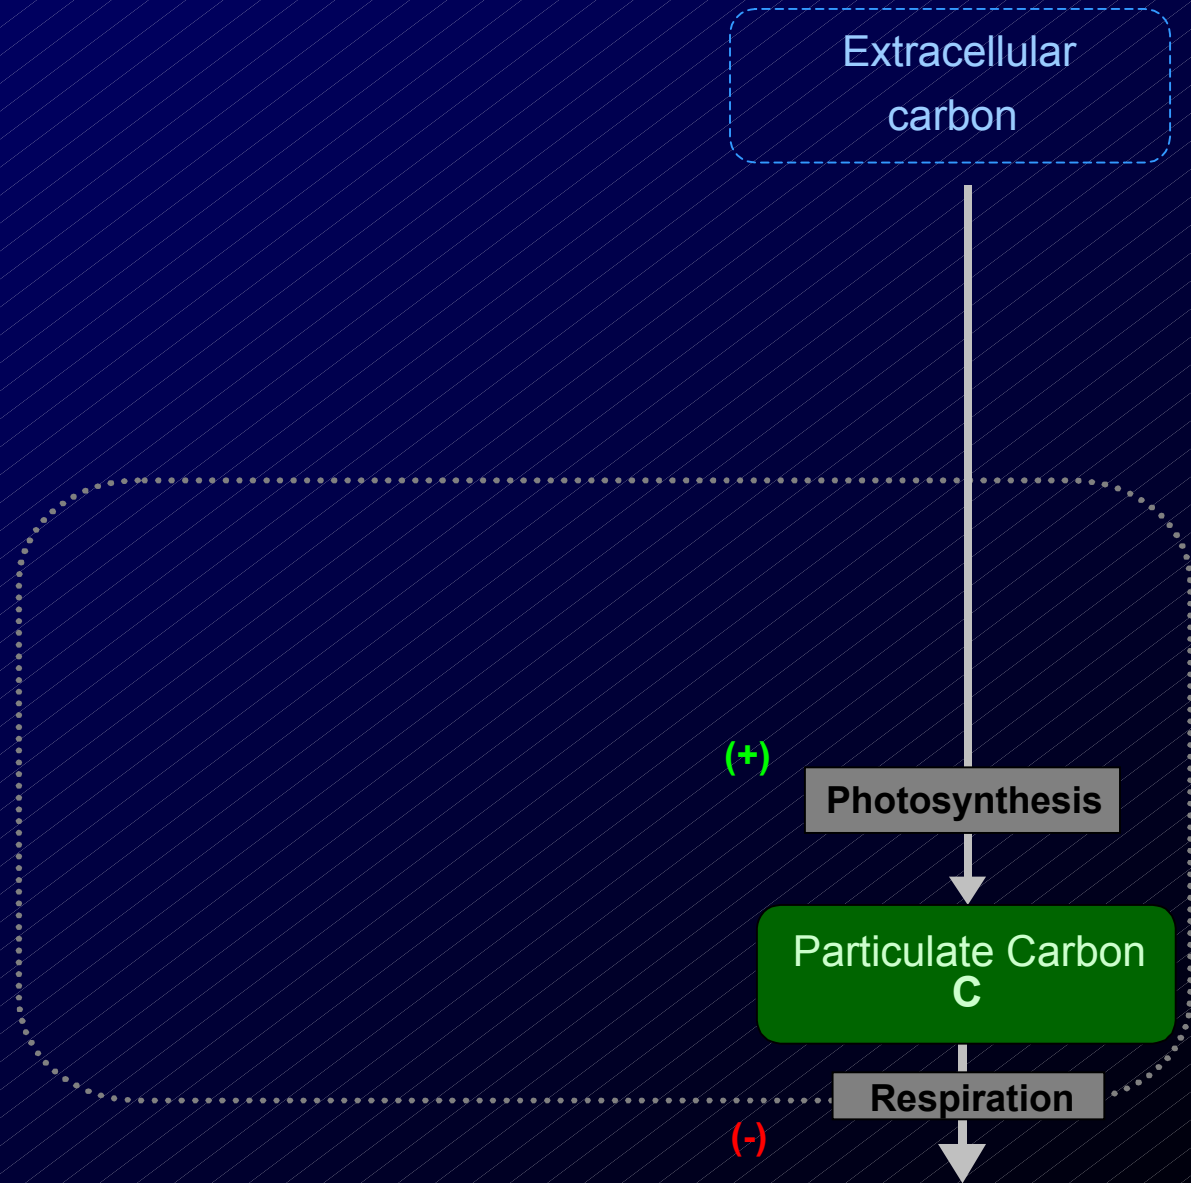 Extracellular
carbon
(+)
Photosynthesis
Particulate Carbon
C
Respiration
(-)